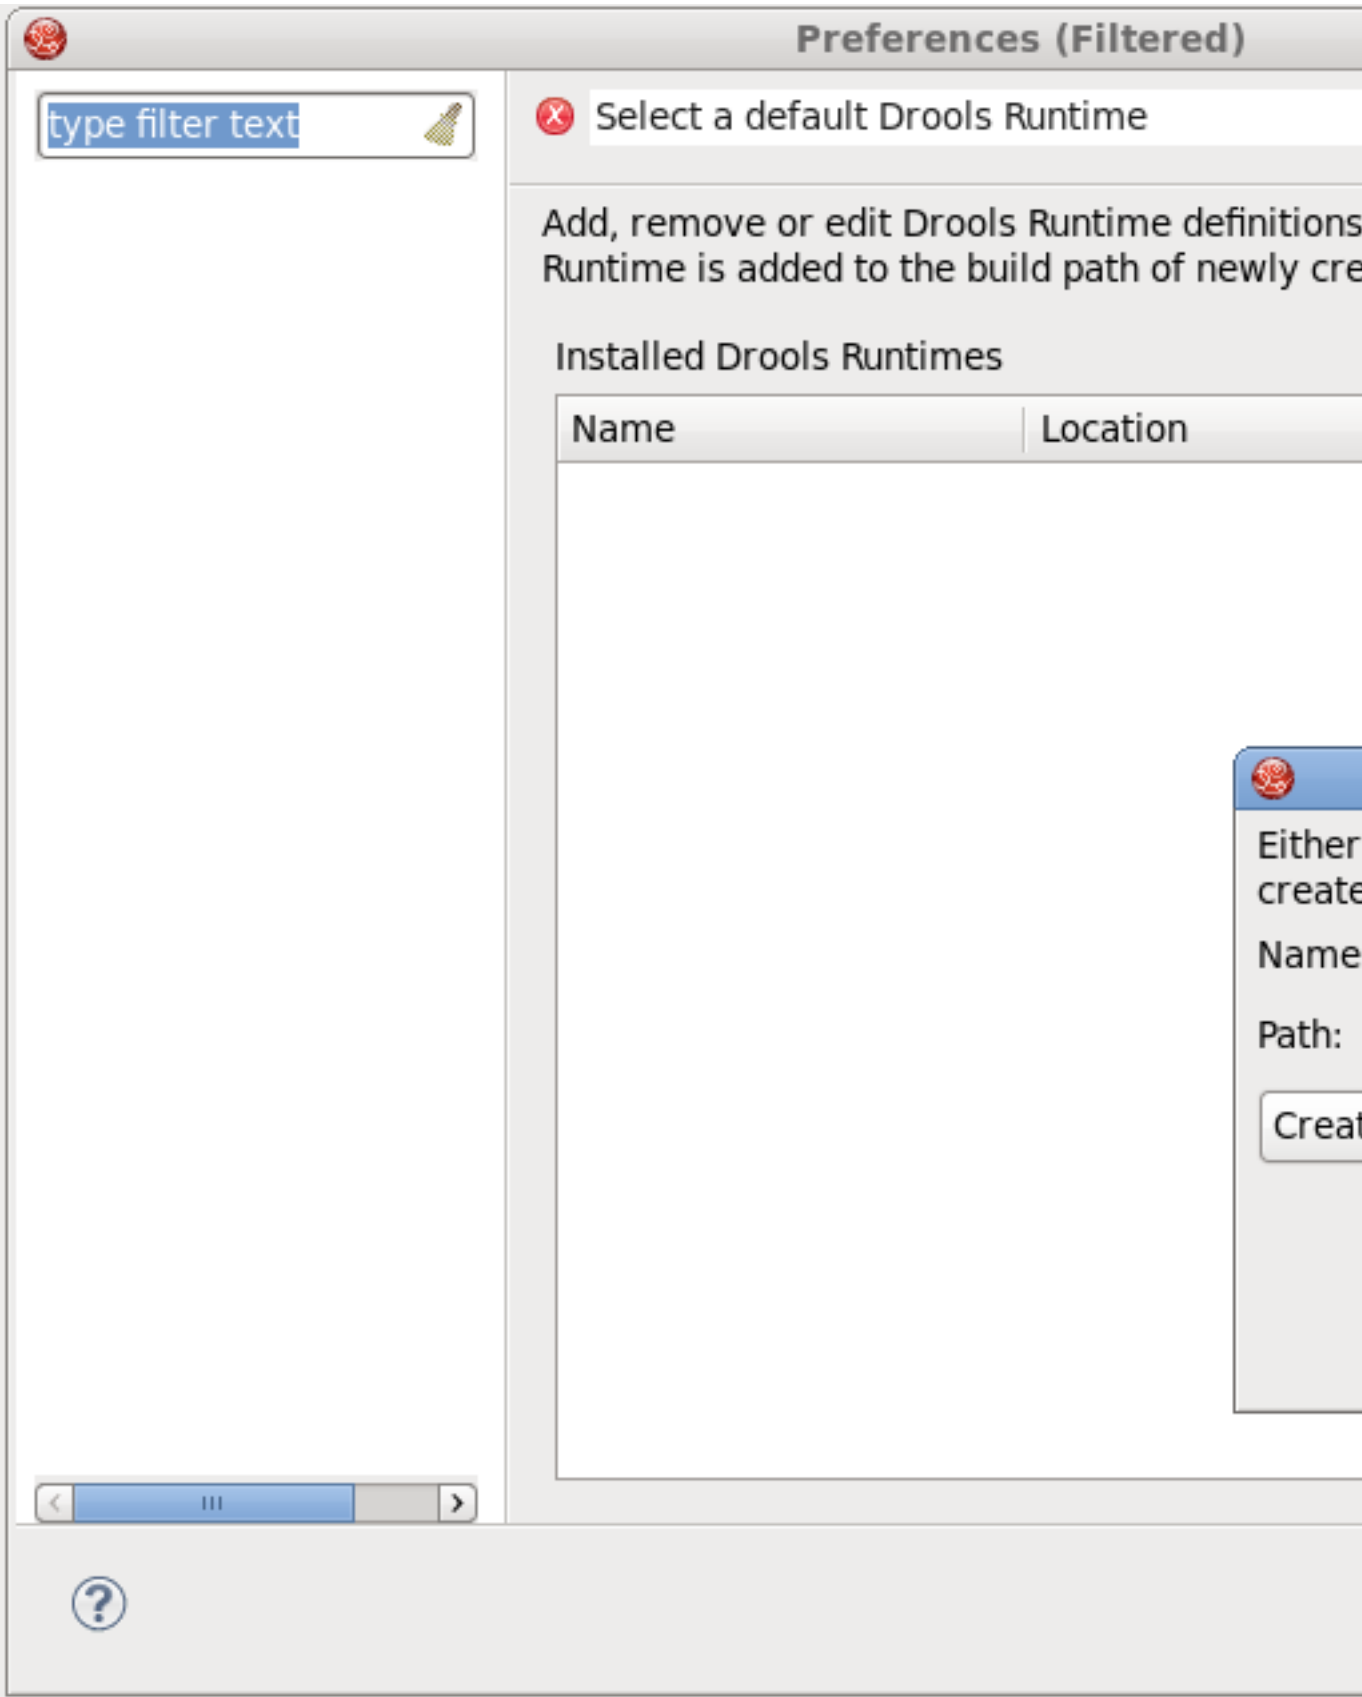 Preferences (Filtered)
type filter text
Select a default Drools Runtime
Add, remove or edit Drools Runtime definitions
Runtime is added to the build path of newly cre
Installed Drools Runtimes
Name Location
Either
create
Name
Path:
Creat